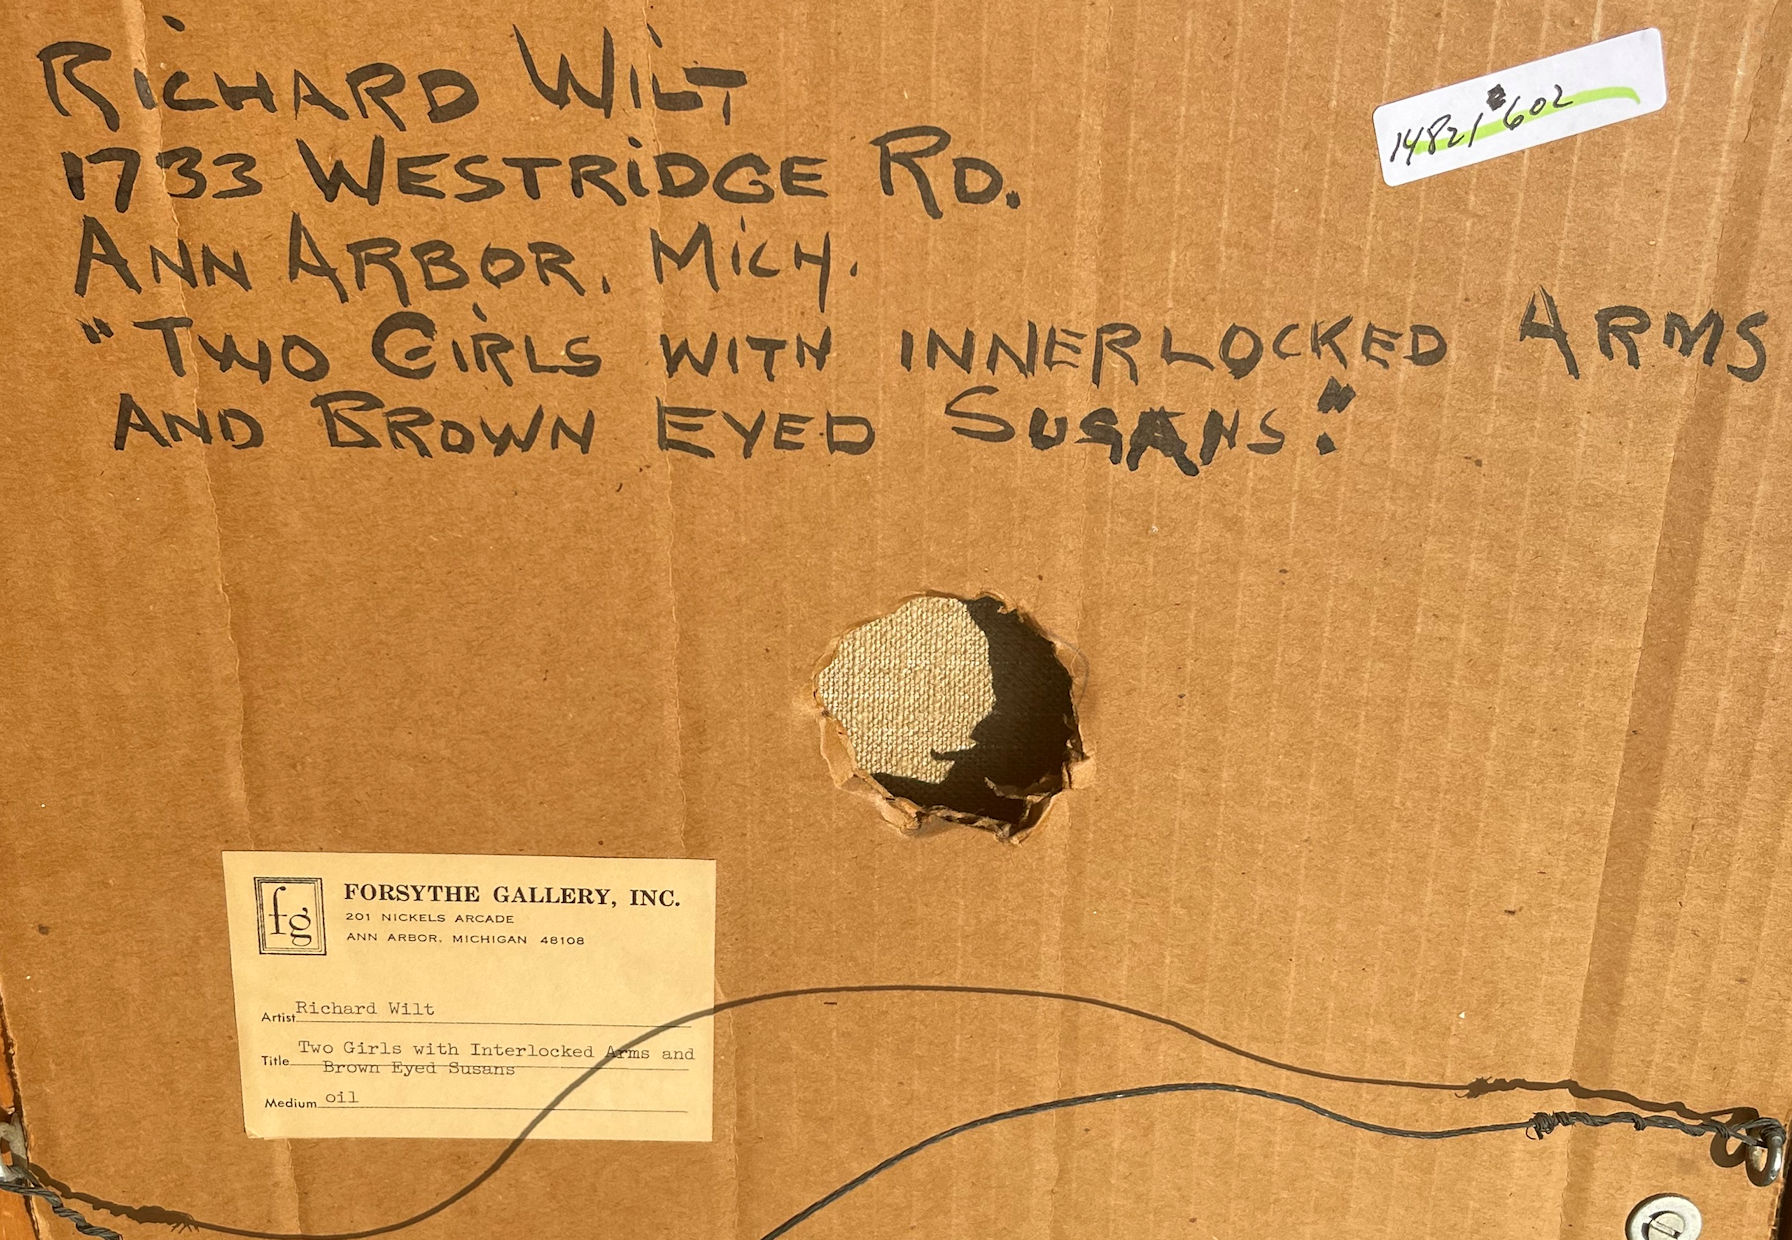 RICHARD WILT
1733 WESTRIDGE RD.
ANN ARBOR, MICH.
"TWO GIRLS WITH INNERLOCKED ARMS
AND BROWN EYED SUSANS."
14821 #602
fg
FORSYTHE GALLERY, INC.
201 NICKELS ARCADE
ANN ARBOR, MICHIGAN 48108
Artist Richard Wilt
Title Two Girls with Interlocked Arms and
Brown Eyed Susans
Medium oil